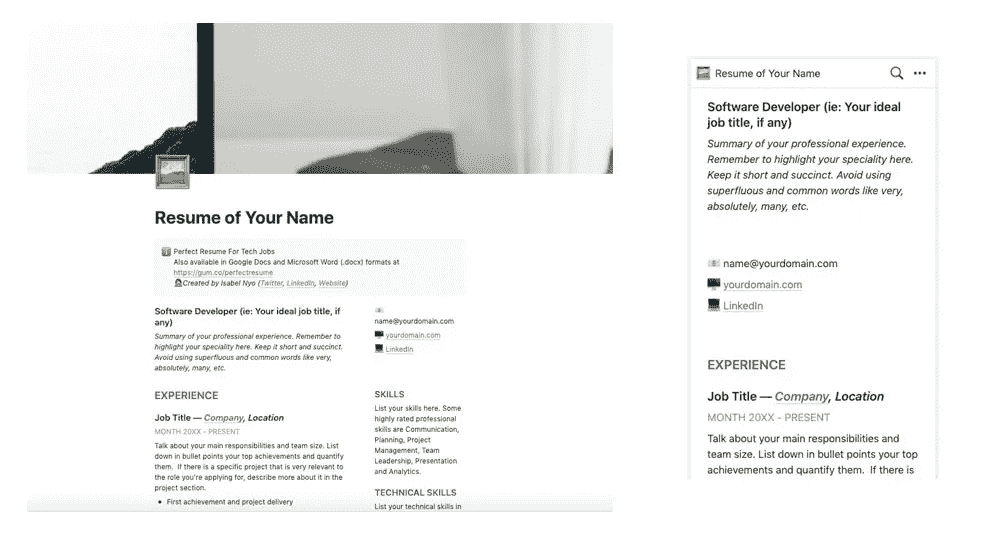 Resume of Your Name
Perfect Resume For Tech Jobs
Also available in Google Docs and Microsoft Word (.docx) formats at
https://gum.co/perfectresume
Created by Isabel Nyo (Twitter, LinkedIn, Website)
Software Developer (ie: Your ideal job title, if
any)
Summary of your professional experience. Remember to
highlight your speciality here. Keep it short and succinct.
Avoid using superfluous and common words like very,
absolutely, many, etc.
name@yourdomain.com
yourdomain.com
LinkedIn
EXPERIENCE
Job Title — Company, Location
MONTH 20XX – PRESENT
Talk about your main responsibilities and team size. List
down in bullet points your top achievements and quantify
them.  If there is a specific project that is very relevant to
the role you're applying for, describe more about it in the
project section.
• First achievement and project delivery
SKILLS
List your skills here. Some
highly rated professional
skills are Communication,
Planning, Project
Management, Team
Leadership, Presentation
and Analytics.
TECHNICAL SKILLS
List your technical skills in
Resume of Your Name
Software Developer (ie: Your ideal
job title, if any)
Summary of your professional experience.
Remember to highlight your speciality here.
Keep it short and succinct. Avoid using
superfluous and common words like very,
absolutely, many, etc.
name@yourdomain.com
yourdomain.com
LinkedIn
EXPERIENCE
Job Title — Company, Location
MONTH 20XX – PRESENT
Talk about your main responsibilities and
team size. List down in bullet points your top
achievements and quantify them.  If there is